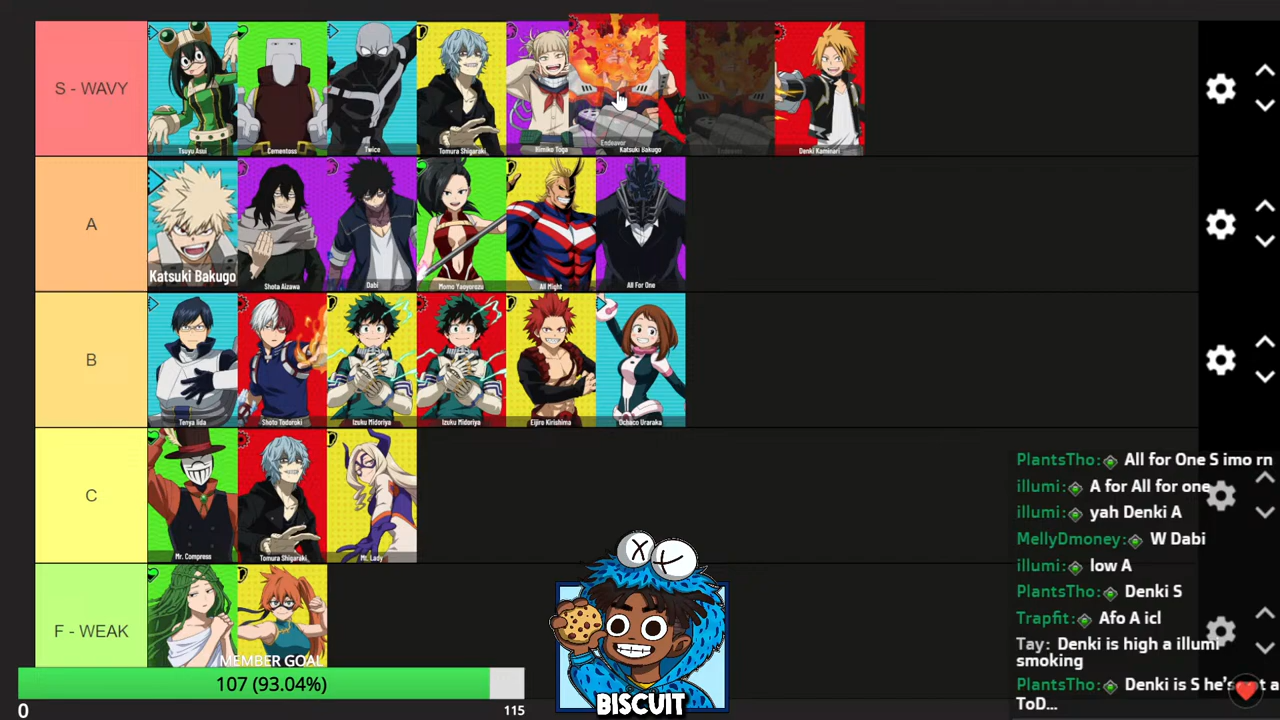 S - WAVY
Tsuyu Asui
Cementoss
Twice
Tomura Shigaraki
Himiko Toga
Endeavor
Katsuki Bakugo
Endeavor
Denki Kaminari
A
Katsuki Bakugo
Shota Aizawa
Dabi
Momo Yaoyorozu
All Might
All For One
B
Tenya Iida
Shoto Todoroki
Izuku Midoriya
Izuku Midoriya
Eijiro Kirishima
Ochaco Uraraka
C
Mr. Compress
Tomura Shigaraki
Mt. Lady
F - WEAK
PlantsTho: All for One S imo rn
illumi: A for All for one
illumi: yah Denki A
MellyDmoney: W Dabi
illumi: low A
PlantsTho: Denki S
Trapfit: Afo A icl
Tay: Denki is high a illumi
smoking
PlantsTho: Denki is S he's a
ToD...
MEMBER GOAL
107 (93.04%)
0
115
X
BISCUIT